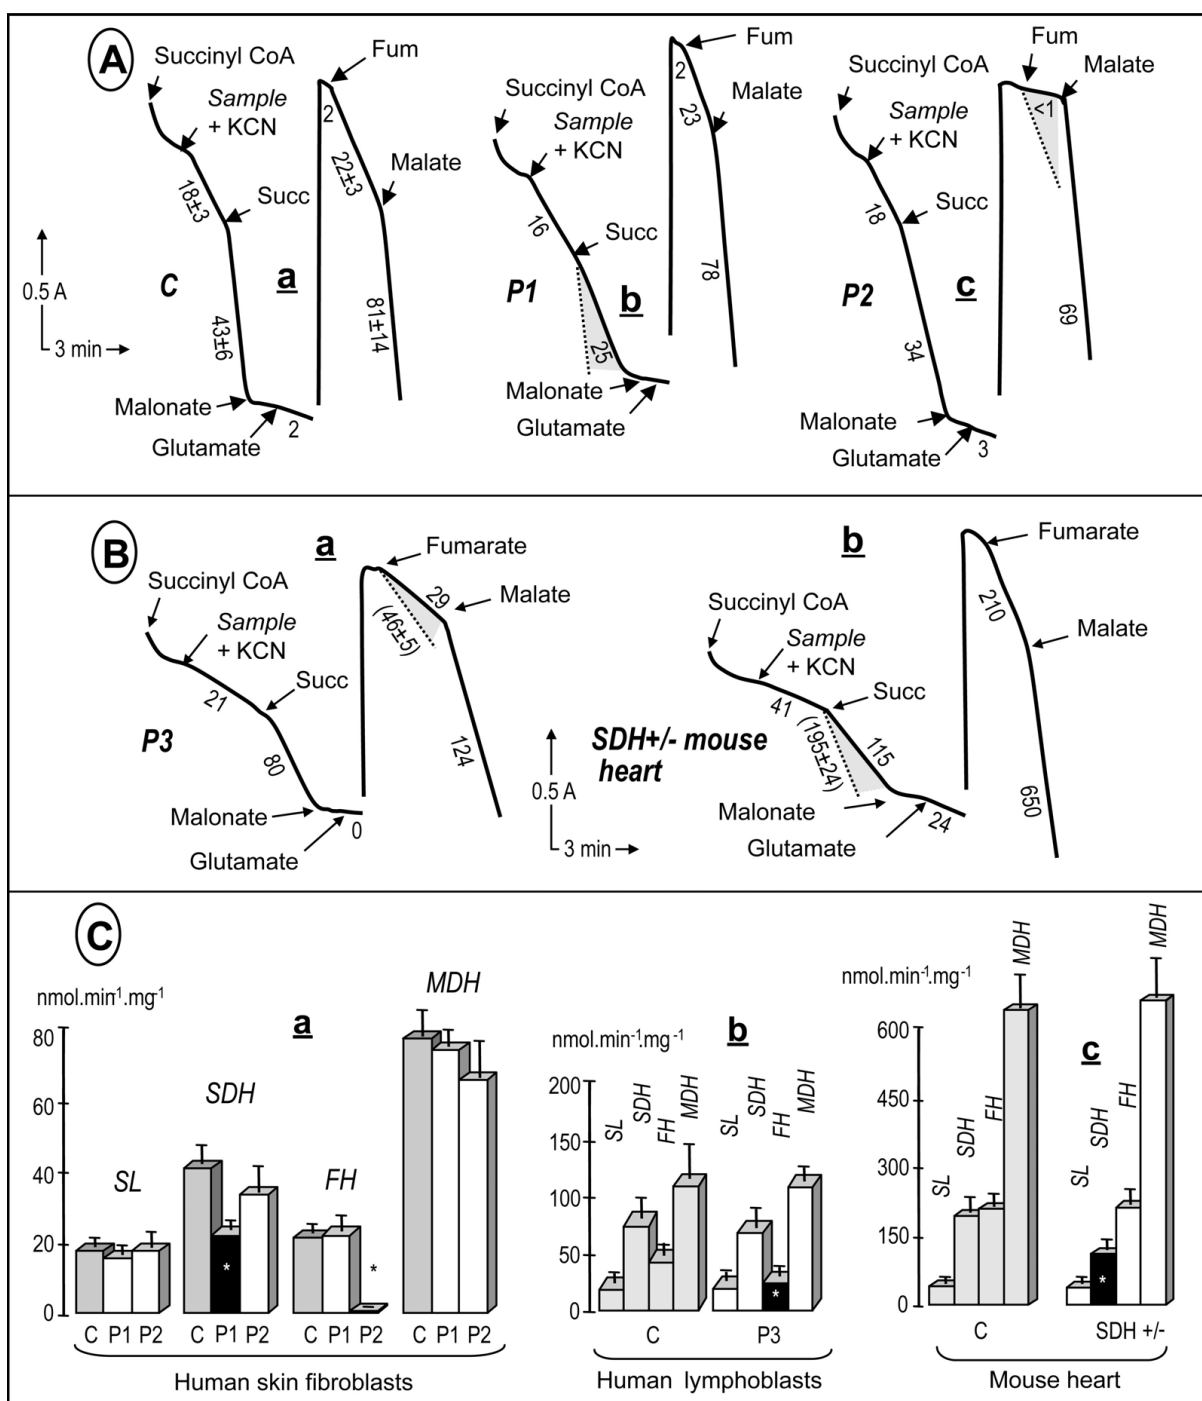 A
Succinyl CoA
Sample
+ KCN
18±3
Succ
43±6
Malonate
Glutamate
2
Fum
2
22±3
Malate
81±14
C
a
0.5 A
3 min
Succinyl CoA
Sample
+ KCN
16
Succ
25
Malonate
Glutamate
Fum
2
23
Malate
78
P1
b
Succinyl CoA
Sample
+ KCN
18
Succ
34
Malonate
Glutamate
3
Fum
<1
Malate
69
P2
c
B
a
Succinyl CoA
Sample
+ KCN
21
Succ
80
Malonate
Glutamate
0
Fumarate
29
(46±5)
Malate
124
P3
b
Succinyl CoA
Sample
+ KCN
41
Succ
(195±24)
115
Malonate
Glutamate
24
Fumarate
210
Malate
650
SDH+/- mouse
heart
0.5 A
3 min
C
nmol.min-1.mg-1
a
80
60
40
20
0
SL
SDH
FH
MDH
*
*
C P1 P2
C P1 P2
C P1 P2
C P1 P2
Human skin fibroblasts
nmol.min-1.mg-1
b
200
150
100
50
0
SL
SDH
FH
MDH
SL
SDH
FH
MDH
*
C
P3
Human lymphoblasts
nmol.min-1.mg-1
c
600
450
300
150
0
SL
SDH
FH
MDH
SL
SDH
FH
MDH
*
C
SDH +/-
Mouse heart